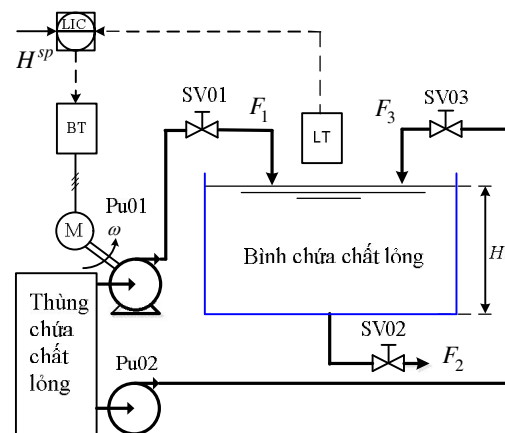 LIC
H^sp
SV01
F₁
F₃
SV03
BT
LT
Pu01
M
ω
Bình chứa chất lỏng
H
Thùng
chứa
chất
lỏng
SV02
F₂
Pu02